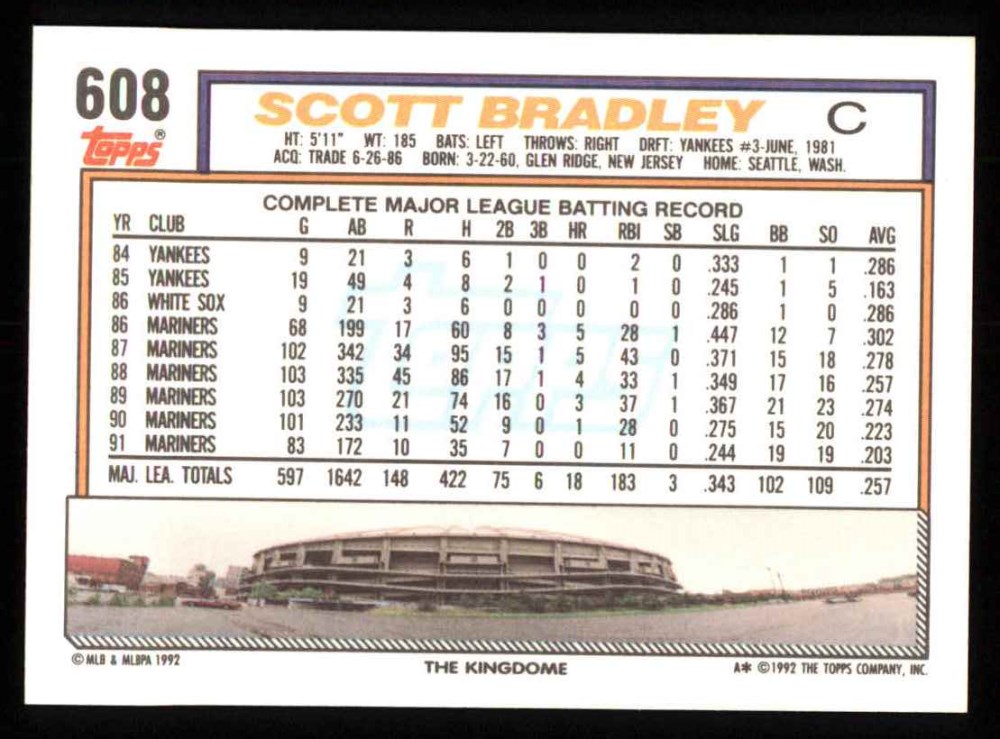 608
Topps®
SCOTT BRADLEY C
HT: 5'11" WT: 185 BATS: LEFT THROWS: RIGHT DRFT: YANKEES #3-JUNE, 1981
ACQ: TRADE 6-26-86 BORN: 3-22-60, GLEN RIDGE, NEW JERSEY HOME: SEATTLE, WASH.
COMPLETE MAJOR LEAGUE BATTING RECORD
YR CLUB G AB R H 2B 3B HR RBI SB SLG BB SO AVG
84 YANKEES 9 21 3 6 1 0 0 2 0 .333 1 1 .286
85 YANKEES 19 49 4 8 2 1 0 1 0 .245 1 5 .163
86 WHITE SOX 9 21 3 6 0 0 0 0 0 .286 1 0 .286
86 MARINERS 68 199 17 60 8 3 5 28 1 .447 12 7 .302
87 MARINERS 102 342 34 95 15 1 5 43 0 .371 15 18 .278
88 MARINERS 103 335 45 86 17 1 4 33 1 .349 17 16 .257
89 MARINERS 103 270 21 74 16 0 3 37 1 .367 21 23 .274
90 MARINERS 101 233 11 52 9 0 1 28 0 .275 15 20 .223
91 MARINERS 83 172 10 35 7 0 0 11 0 .244 19 19 .203
MAJ. LEA. TOTALS 597 1642 148 422 75 6 18 183 3 .343 102 109 .257
topps
© MLB & MLBPA 1992 THE KINGDOME A* © 1992 THE TOPPS COMPANY, INC.